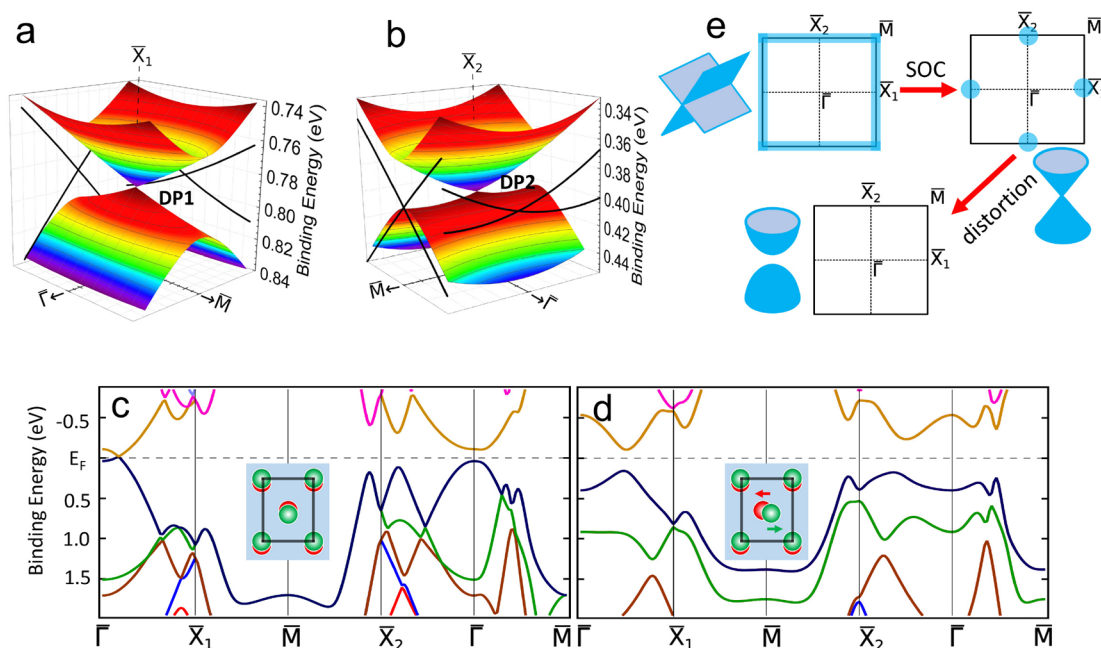 a
X̄₁
DP1
0.74
0.76
0.78
0.80
0.82
0.84
Binding Energy (eV)
Γ̄
M̄
b
X̄₂
DP2
0.34
0.36
0.38
0.40
0.42
0.44
Binding Energy (eV)
M̄
Γ̄
e
X̄₂ M̄
X̄₁
Γ̄
SOC
X̄₂ M̄
X̄
Γ̄
distortion
X̄₂ M̄
X̄₁
Γ̄
c
Binding Energy (eV)
-0.5
E_F
0.5
1.0
1.5
Γ̄ X̄₁ M̄ X̄₂ Γ̄ M̄
d
Γ̄ X̄₁ M̄ X̄₂ Γ̄ M̄